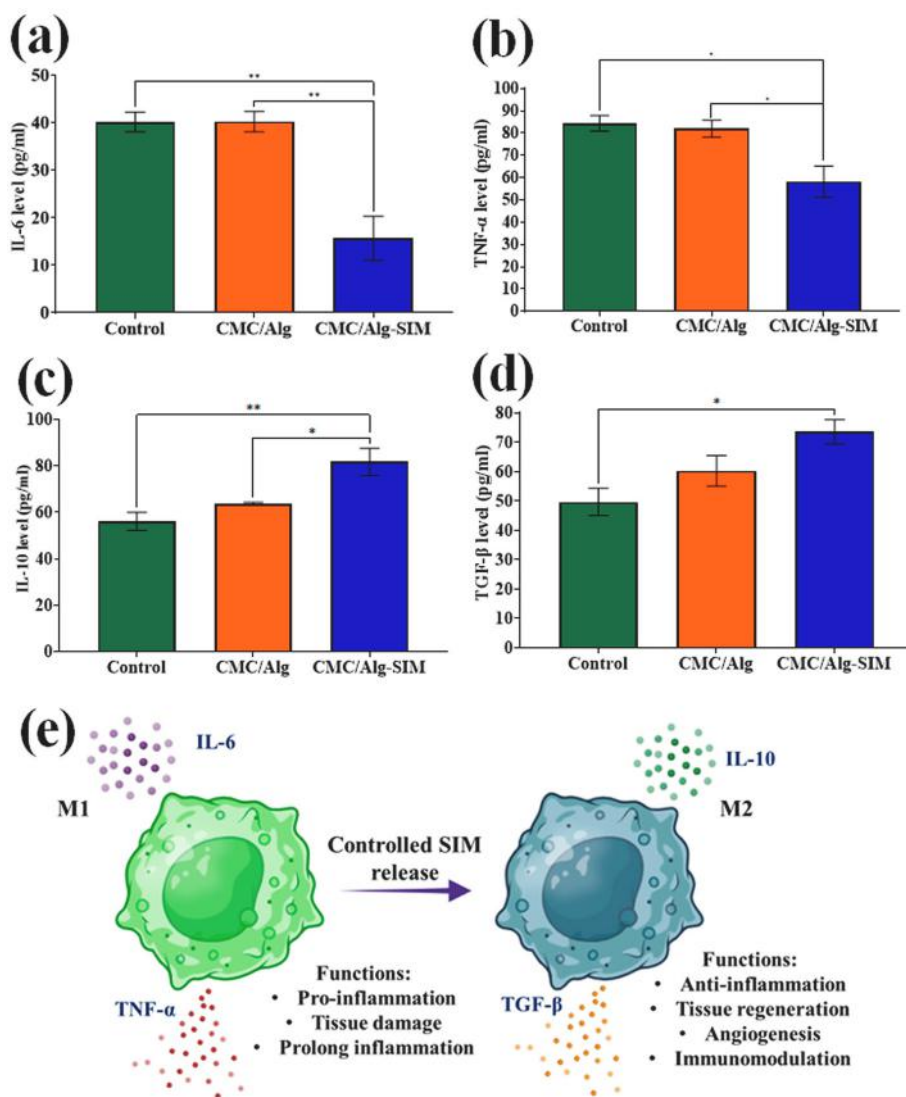 (a)
IL-6 level (pg/ml)
50
40
30
20
10
0
**
**
Control CMC/Alg CMC/Alg-SIM
(b)
TNF-α level (pg/ml)
100
90
80
70
60
50
40
30
20
10
0
*
*
Control CMC/Alg CMC/Alg-SIM
(c)
IL-10 level (pg/ml)
100
80
60
40
20
0
**
*
Control CMC/Alg CMC/Alg-SIM
(d)
TGF-β level (pg/ml)
80
70
60
50
40
30
20
10
0
*
Control CMC/Alg CMC/Alg-SIM
(e)
IL-6
M1
TNF-α
Functions:
• Pro-inflammation
• Tissue damage
• Prolong inflammation
Controlled SIM
release
IL-10
M2
TGF-β
Functions:
• Anti-inflammation
• Tissue regeneration
• Angiogenesis
• Immunomodulation